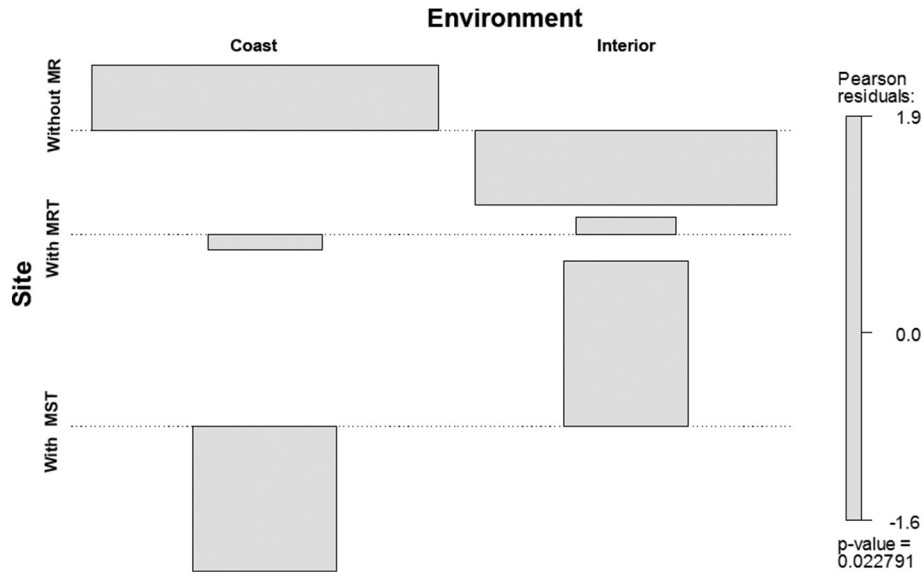 Environment
Coast
Interior
Site
Without MR
With MRT
With MST
Pearson
residuals:
1.9
0.0
-1.6
p-value =
0.022791